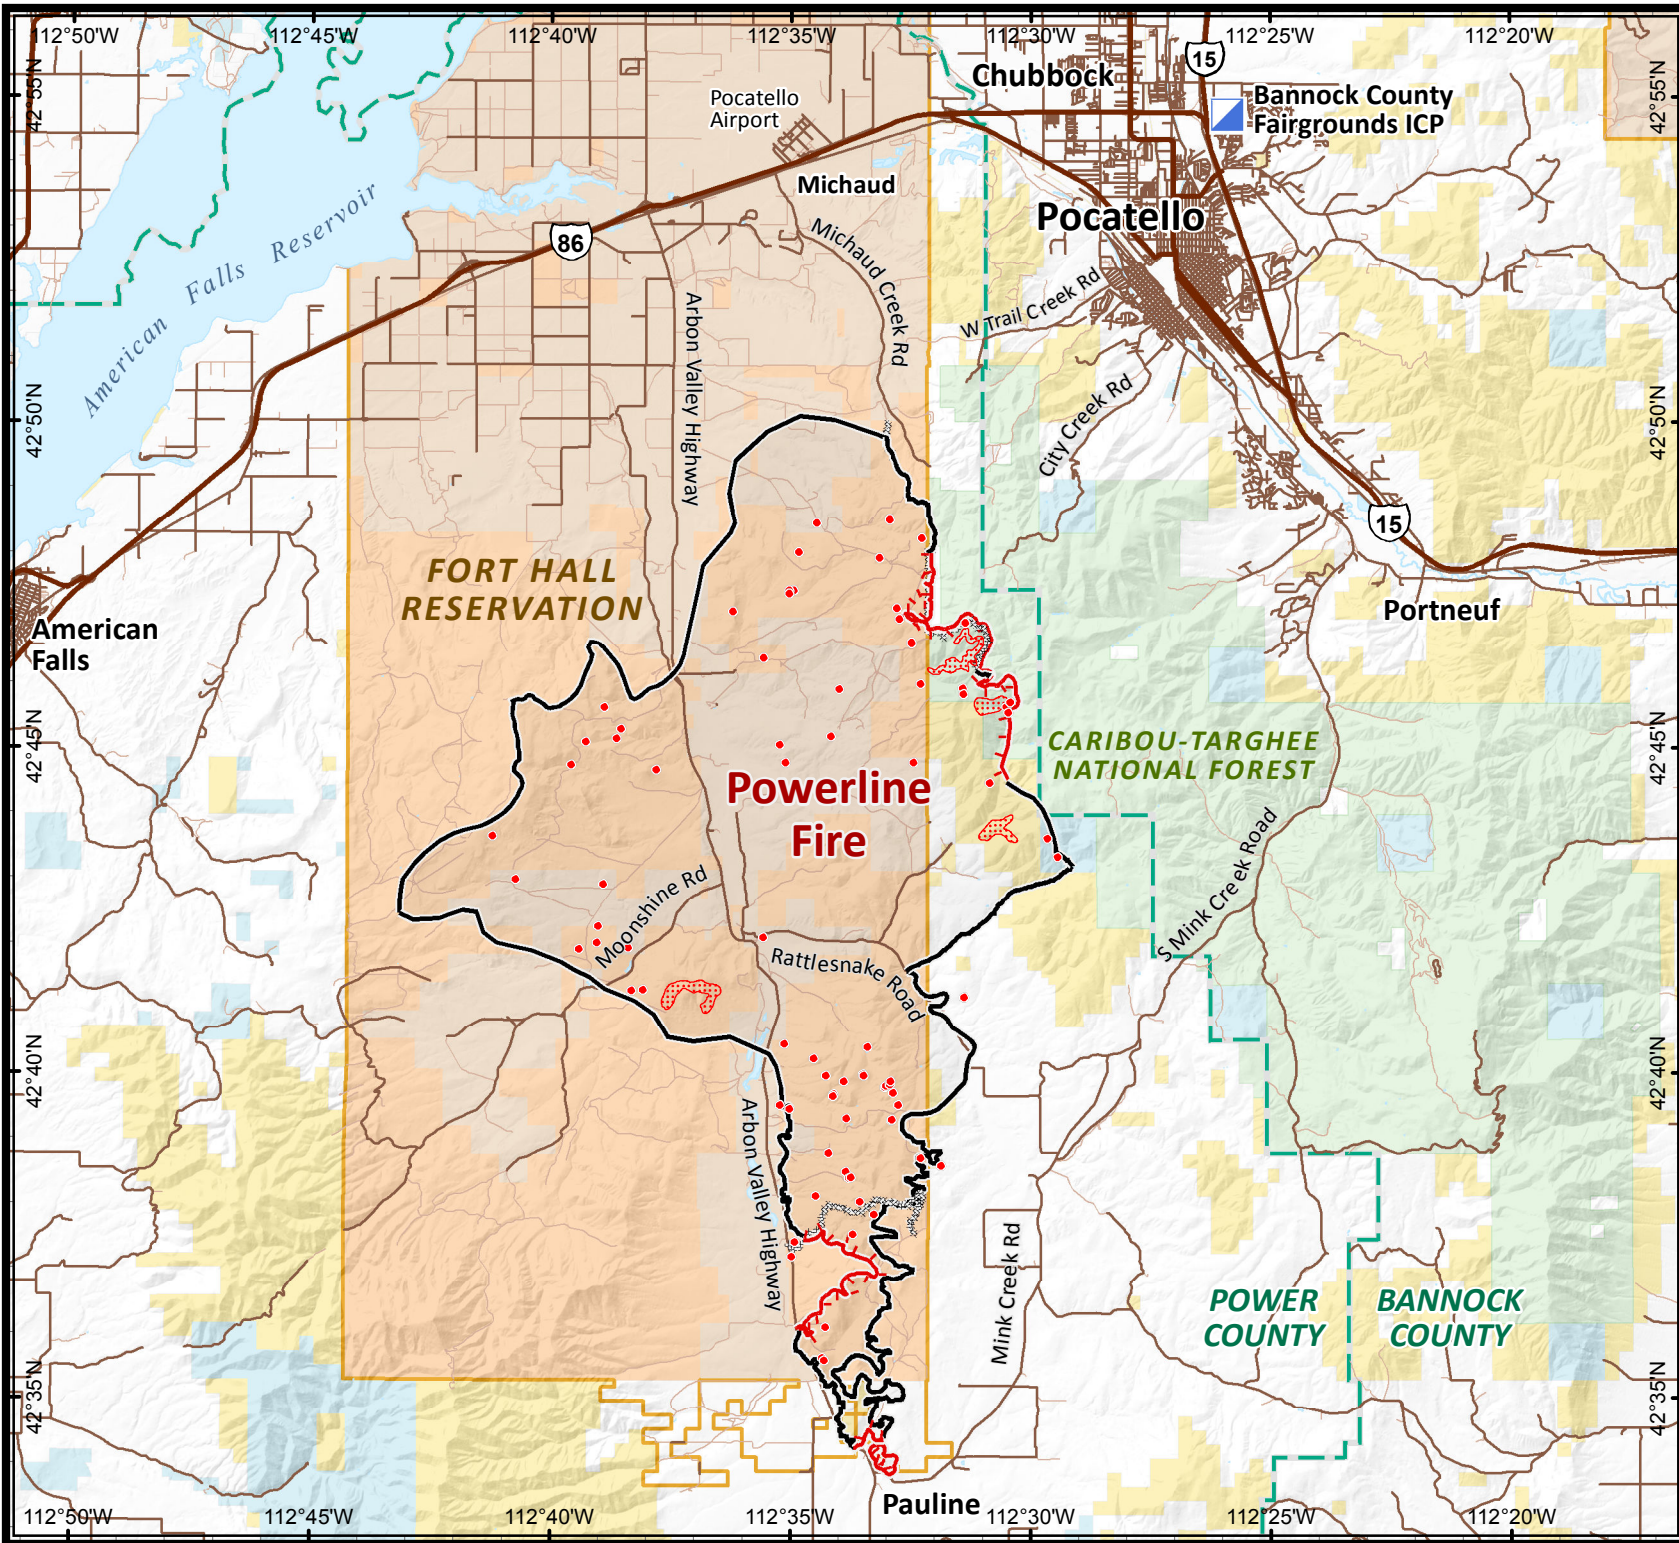 112°50'W
112°45'W
112°40'W
112°35'W
112°30'W
112°25'W
112°20'W
42°55'N
42°55'N
Chubbock
15
Bannock County
Fairgrounds ICP
Pocatello
Airport
Michaud
Pocatello
86
American Falls Reservoir
Michaud Creek Rd
W Trail Creek Rd
Arbon Valley Highway
City Creek Rd
42°50'N
42°50'N
15
FORT HALL
RESERVATION
Portneuf
American
Falls
42°45'N
42°45'N
CARIBOU-TARGHEE
NATIONAL FOREST
Powerline
Fire
S Mink Creek Road
Moonshine Rd
Rattlesnake Road
42°40'N
42°40'N
Arbon Valley Highway
Mink Creek Rd
POWER
COUNTY
BANNOCK
COUNTY
42°35'N
42°35'N
Pauline
112°50'W
112°45'W
112°40'W
112°35'W
112°30'W
112°25'W
112°20'W